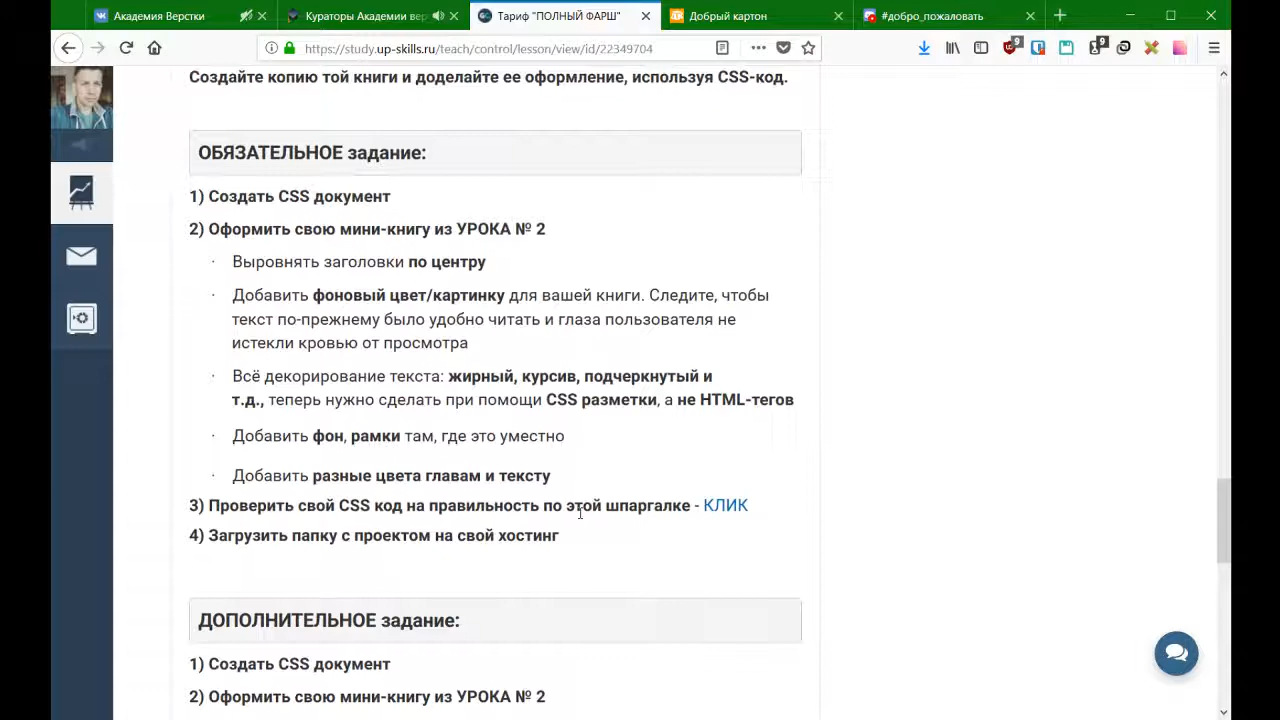 Академия Верстки
Кураторы Академии вер
Тариф "ПОЛНЫЙ ФАРШ"
Добрый картон
#добро_пожаловать
https://study.up-skills.ru/teach/control/lesson/view/id/22349704
9
9
Создайте копию той книги и доделайте ее оформление, используя CSS-код.
ОБЯЗАТЕЛЬНОЕ задание:
1) Создать CSS документ
2) Оформить свою мини-книгу из УРОКА № 2
· Выровнять заголовки по центру
· Добавить фоновый цвет/картинку для вашей книги. Следите, чтобы
текст по-прежнему было удобно читать и глаза пользователя не
истекли кровью от просмотра
· Всё декорирование текста: жирный, курсив, подчеркнутый и
т.д., теперь нужно сделать при помощи CSS разметки, а не HTML-тегов
· Добавить фон, рамки там, где это уместно
· Добавить разные цвета главам и тексту
3) Проверить свой CSS код на правильность по этой шпаргалке - КЛИК
4) Загрузить папку с проектом на свой хостинг
ДОПОЛНИТЕЛЬНОЕ задание:
1) Создать CSS документ
2) Оформить свою мини-книгу из УРОКА № 2